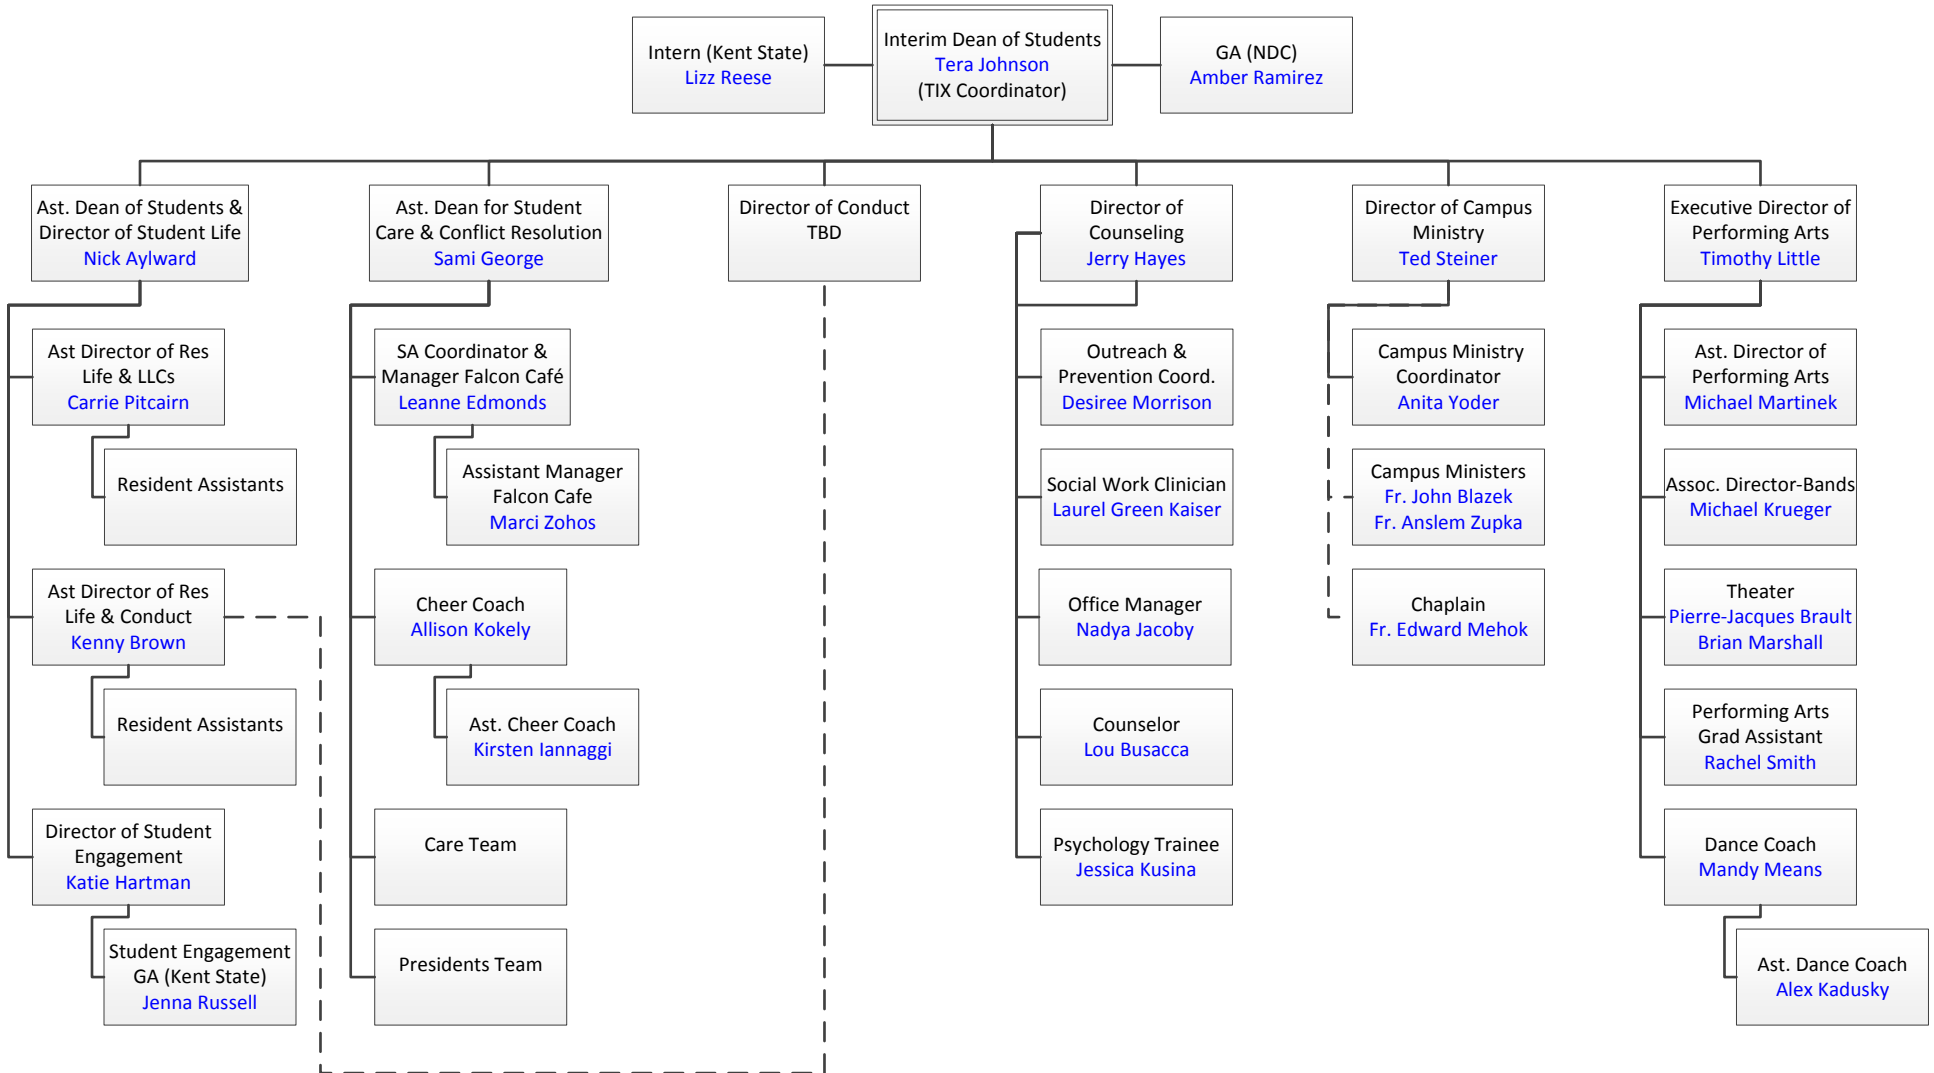 Intern (Kent State)
Lizz Reese
Interim Dean of Students
Tera Johnson
(TIX Coordinator)
GA (NDC)
Amber Ramirez
Ast. Dean of Students &
Director of Student Life
Nick Aylward
Ast. Dean for Student
Care & Conflict Resolution
Sami George
Director of Conduct
TBD
Director of
Counseling
Jerry Hayes
Director of Campus
Ministry
Ted Steiner
Executive Director of
Performing Arts
Timothy Little
Ast Director of Res
Life & LLCs
Carrie Pitcairn
Resident Assistants
Ast Director of Res
Life & Conduct
Kenny Brown
Resident Assistants
Director of Student
Engagement
Katie Hartman
Student Engagement
GA (Kent State)
Jenna Russell
SA Coordinator &
Manager Falcon Café
Leanne Edmonds
Assistant Manager
Falcon Cafe
Marci Zohos
Cheer Coach
Allison Kokely
Ast. Cheer Coach
Kirsten Iannaggi
Care Team
Presidents Team
Outreach &
Prevention Coord.
Desiree Morrison
Social Work Clinician
Laurel Green Kaiser
Office Manager
Nadya Jacoby
Counselor
Lou Busacca
Psychology Trainee
Jessica Kusina
Campus Ministry
Coordinator
Anita Yoder
Campus Ministers
Fr. John Blazek
Fr. Anslem Zupka
Chaplain
Fr. Edward Mehok
Ast. Director of
Performing Arts
Michael Martinek
Assoc. Director-Bands
Michael Krueger
Theater
Pierre-Jacques Brault
Brian Marshall
Performing Arts
Grad Assistant
Rachel Smith
Dance Coach
Mandy Means
Ast. Dance Coach
Alex Kadusky